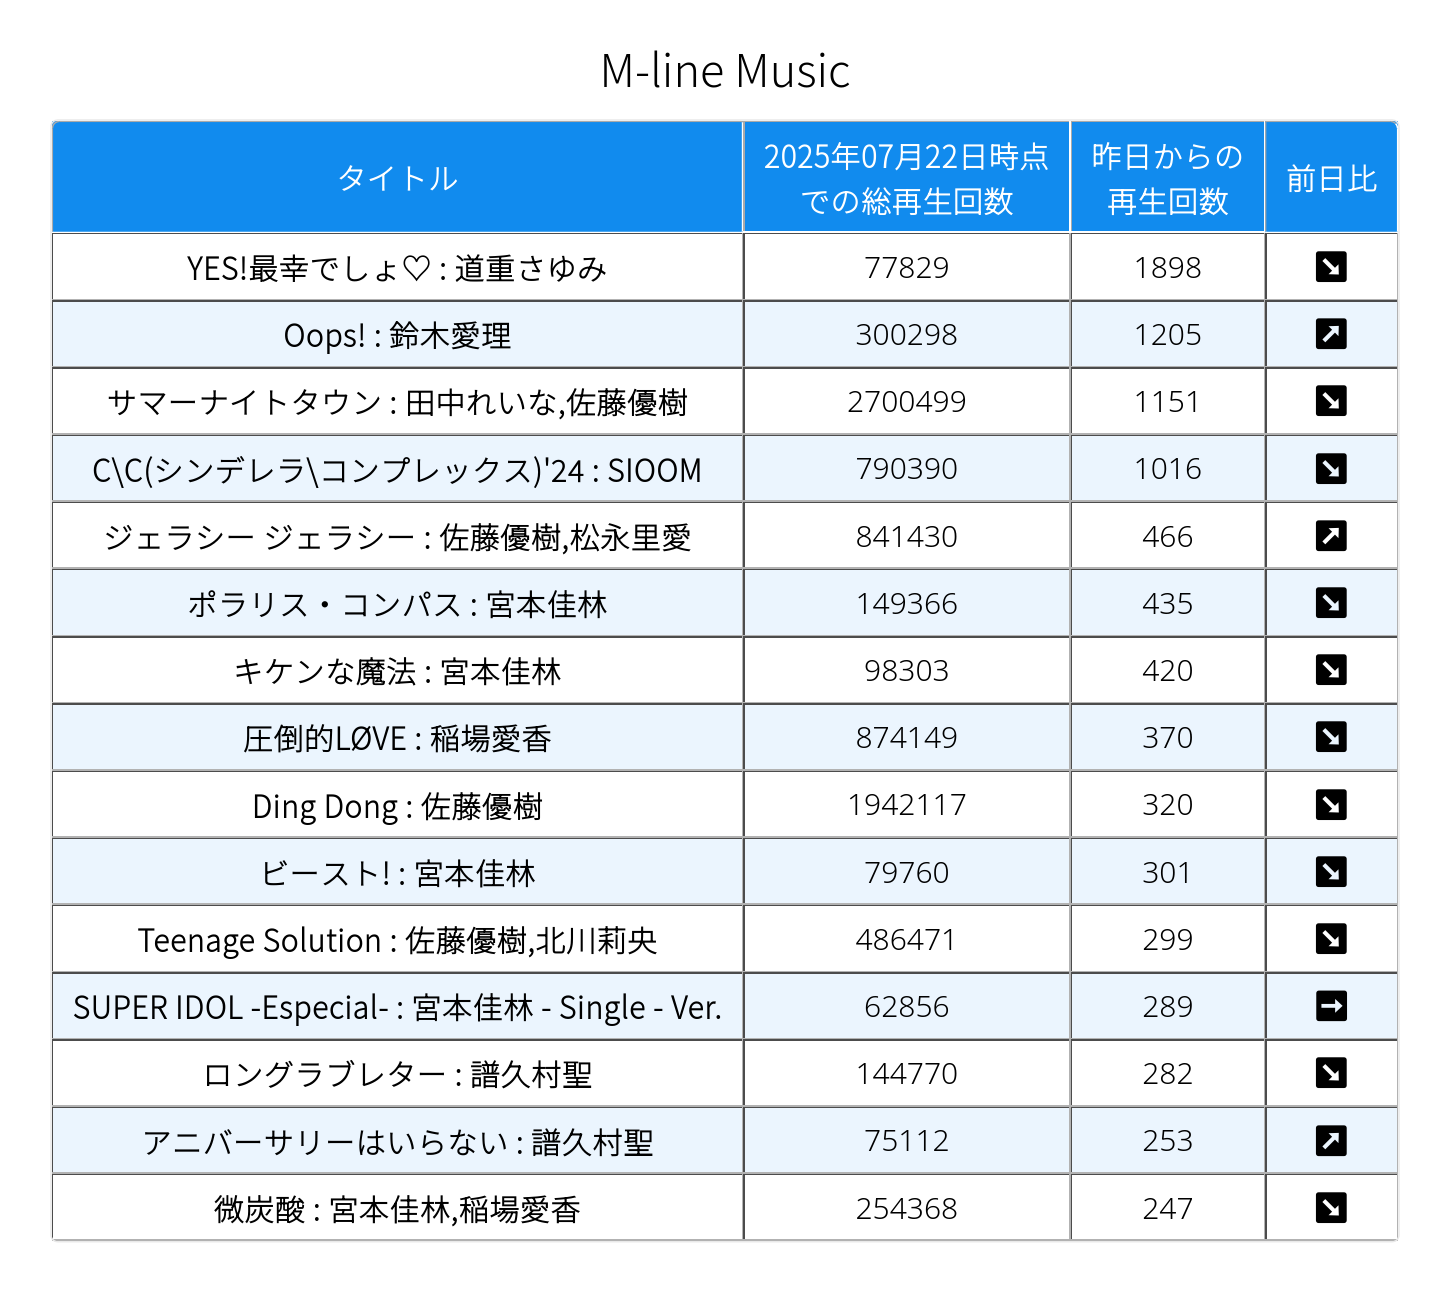 M-line Music
タイトル 2025年07月22日時点での総再生回数 昨日からの再生回数 前日比
YES!最幸でしょ♡ : 道重さゆみ 77829 1898 ↘
Oops! : 鈴木愛理 300298 1205 ↗
サマーナイトタウン : 田中れいな,佐藤優樹 2700499 1151 ↘
C\C(シンデレラ\コンプレックス)'24 : SIOOM 790390 1016 ↘
ジェラシー ジェラシー : 佐藤優樹,松永里愛 841430 466 ↗
ポラリス・コンパス : 宮本佳林 149366 435 ↘
キケンな魔法 : 宮本佳林 98303 420 ↘
圧倒的LØVE : 稲場愛香 874149 370 ↘
Ding Dong : 佐藤優樹 1942117 320 ↘
ビースト! : 宮本佳林 79760 301 ↘
Teenage Solution : 佐藤優樹,北川莉央 486471 299 ↘
SUPER IDOL -Especial- : 宮本佳林 - Single - Ver. 62856 289 →
ロングラブレター : 譜久村聖 144770 282 ↘
アニバーサリーはいらない : 譜久村聖 75112 253 ↗
微炭酸 : 宮本佳林,稲場愛香 254368 247 ↘